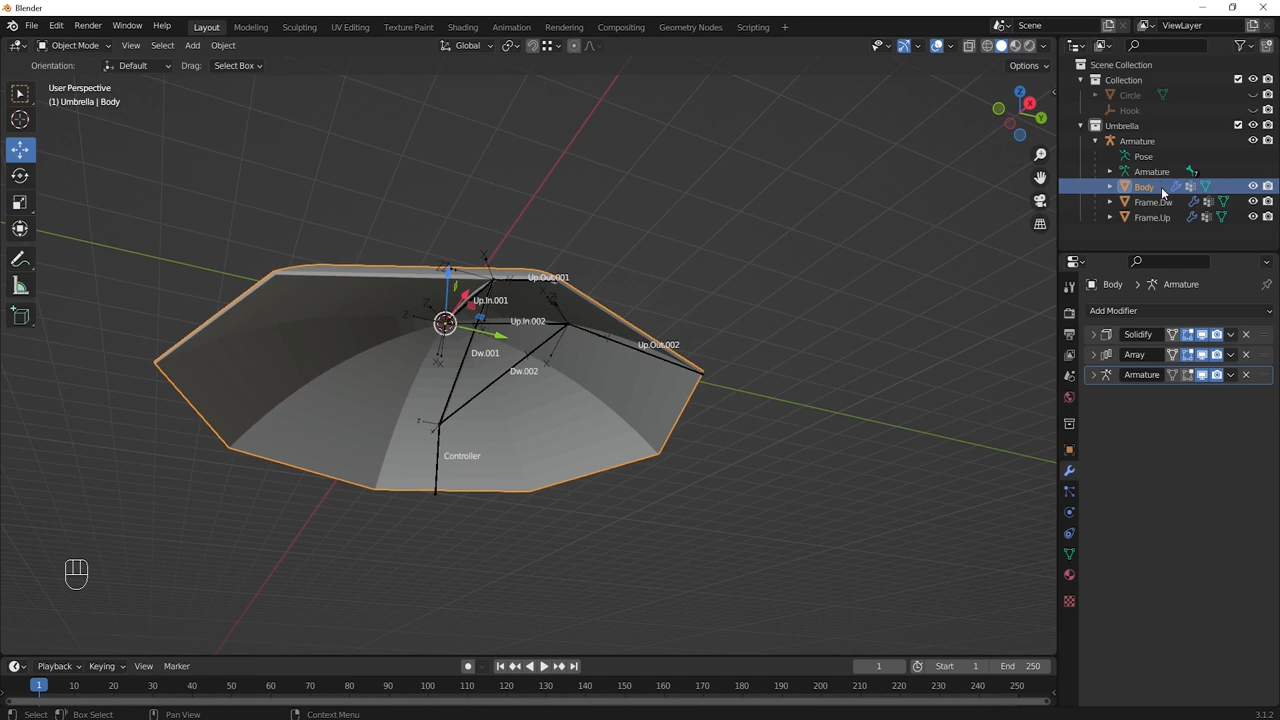 Blender
File Edit Render Window Help
Layout Modeling Sculpting UV Editing Texture Paint Shading Animation Rendering Compositing Geometry Nodes Scripting +
Scene
ViewLayer
Object Mode View Select Add Object
Global
Orientation: Default Drag: Select Box
Options
User Perspective
(1) Umbrella | Body
Z
X
Y
Up.Out.001
Up.In.001
Up.In.002
Up.Out.002
Dw.001
Dw.002
Controller
Scene Collection
Collection
Circle
Hook
Umbrella
Armature
Pose
Armature 7
Body
Frame.Dw
Frame.Up
Body > Armature
Add Modifier
Solidify
Array
Armature
Playback Keying View Marker
1 Start 1 End 250
1 10 20 30 40 50 60 70 80 90 100 110 120 130 140 150 160 170 180 190 200 210 220 230 240 250
Select Box Select Pan View Context Menu 3.1.2